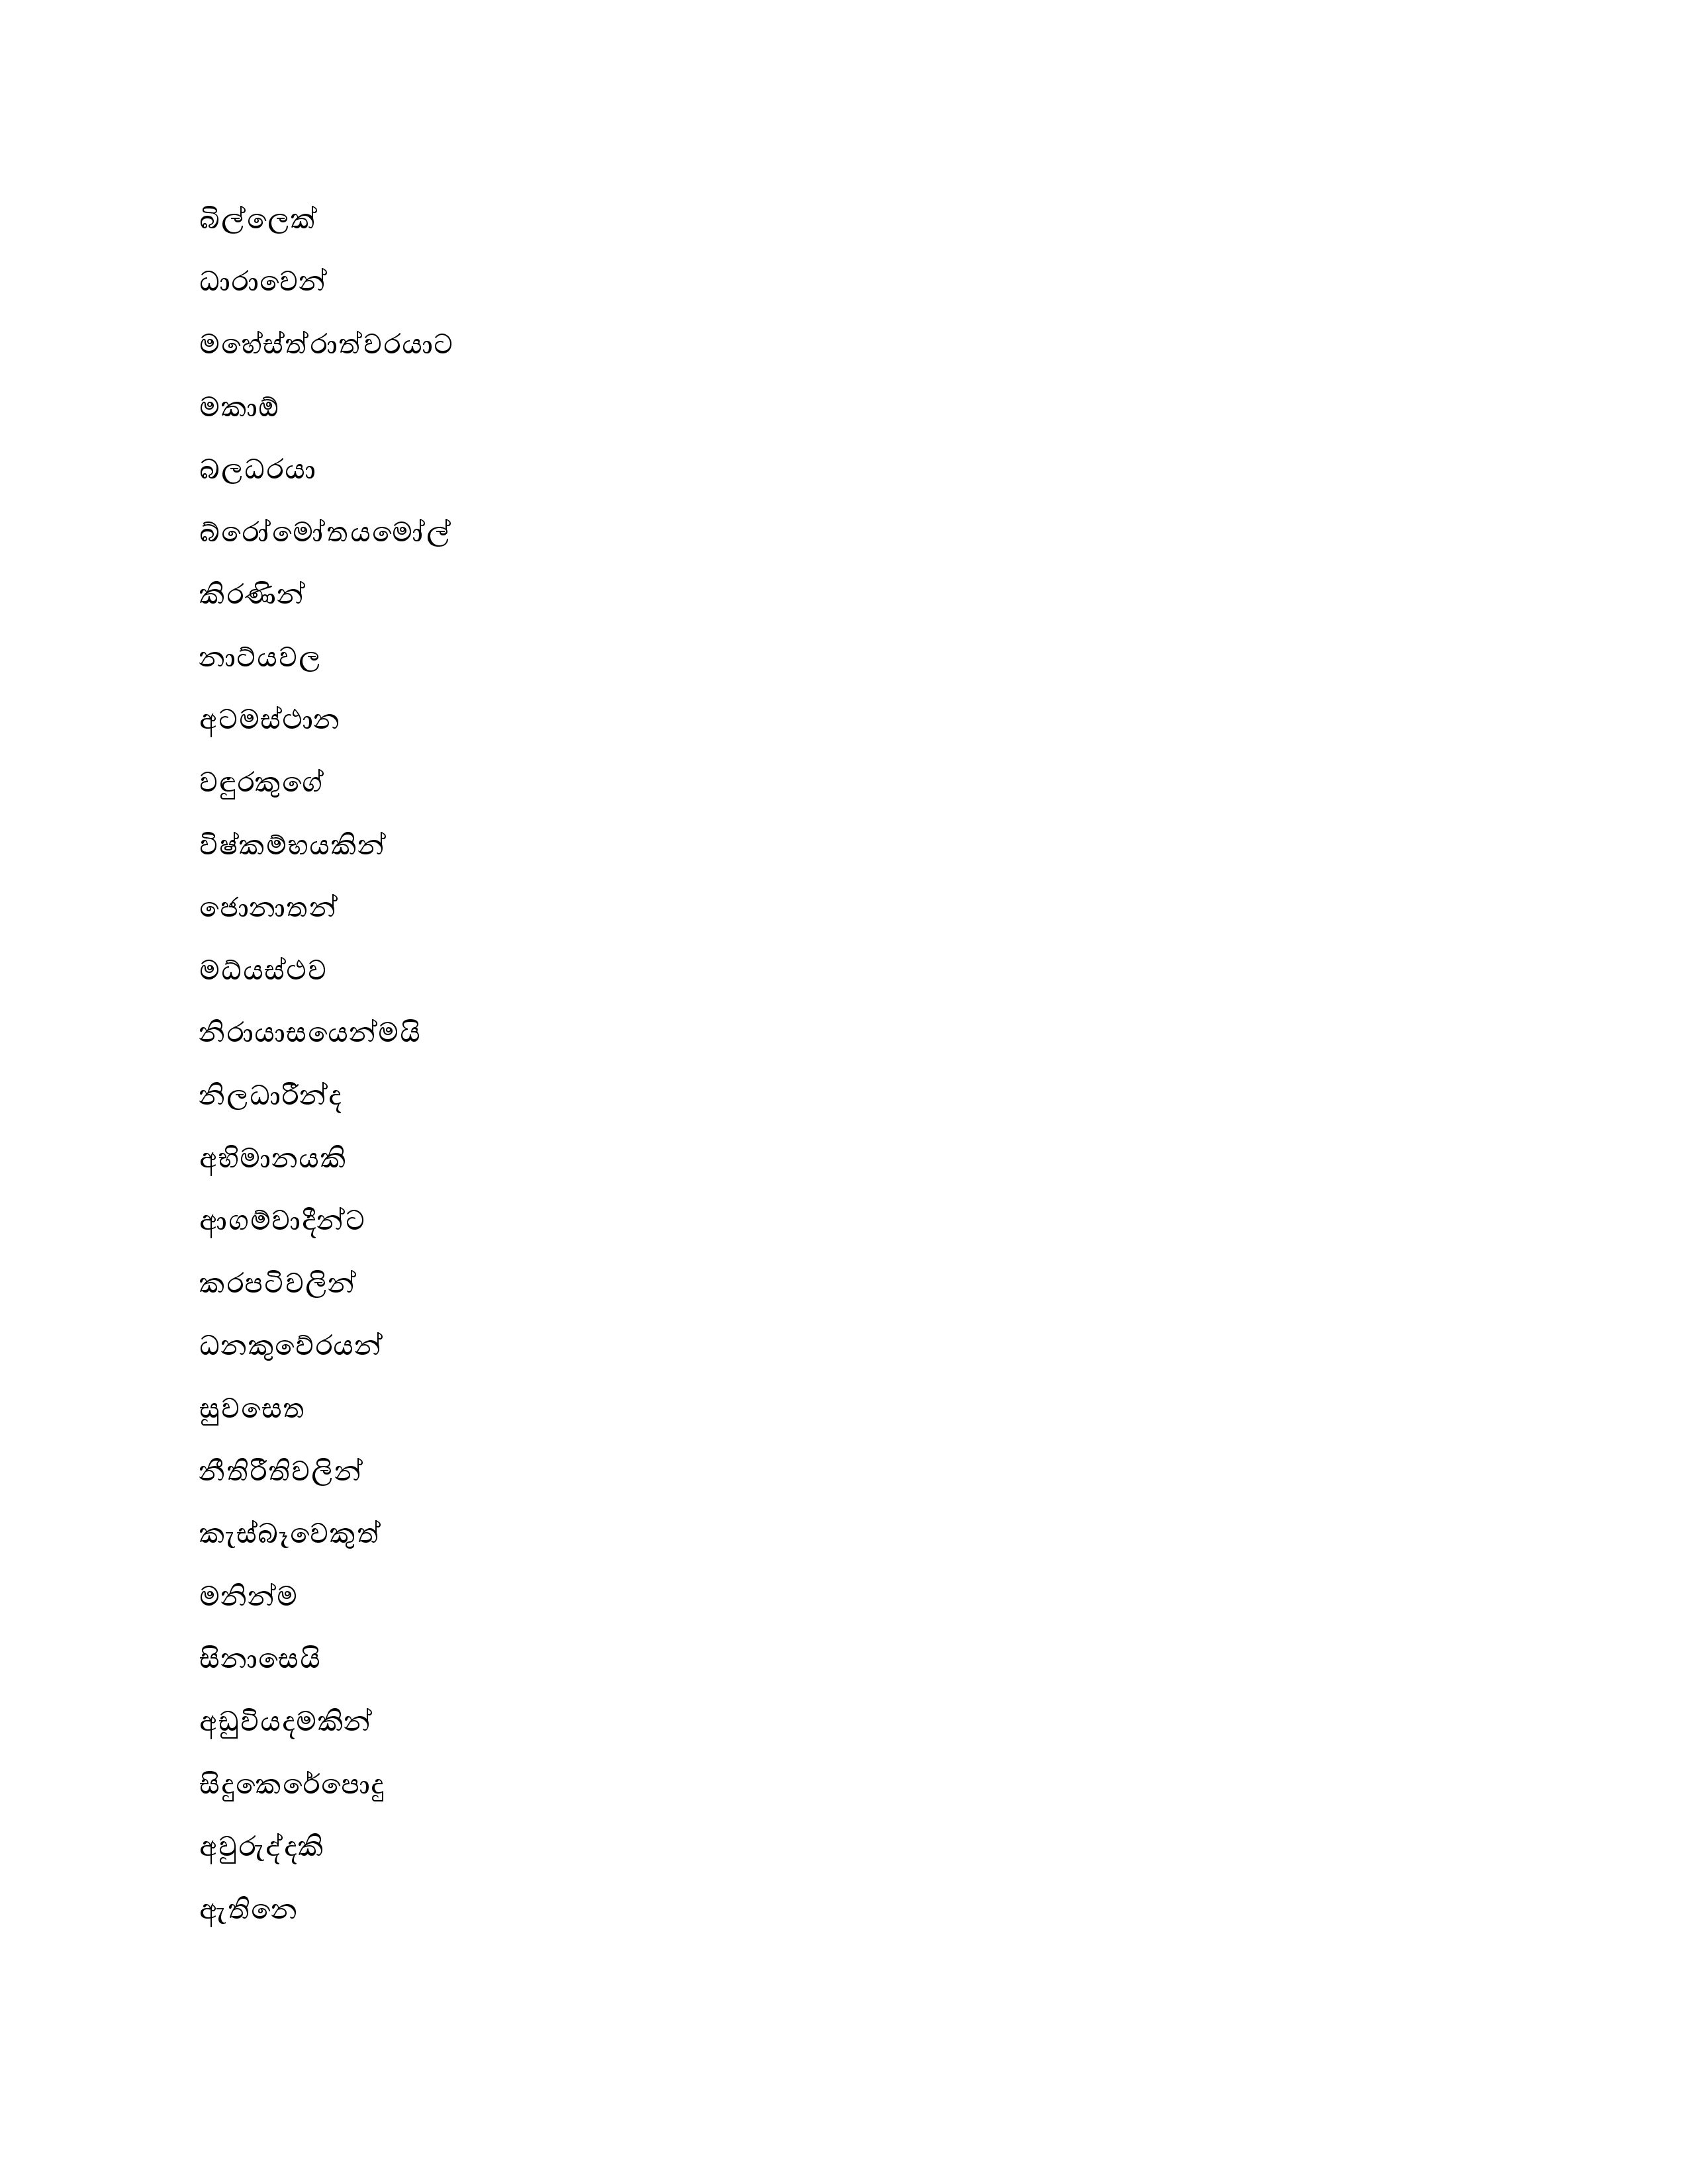 බිල්ලෙක්
ධාරාවෙන්
මහේස්ත්රාත්වරයාට
මකාඕ
බලධරයා
බ්රෝමෝතයමෝල්
කිරණින්
නාට්යවල
අටමස්ථාන
වඳුරකුගේ
විෂ්කම්භයකින්
ජොනාතන්
මධ්යස්ථව
නිරායාසයෙන්මයි
නිලධාරීන්ද
අභිමානයකි
ආගම්වාදීන්ට
කරපටිවලින්
ධනකුවේරයන්
සුවසෙත
නීතිරීතිවලින්
කැස්බෑවෙකුත්
මනින්ම
සිනාසෙයි
අඩුවියදමකින්
සිදුකෙරේපොදු
අවුරුද්දකි
ඇතිනෙ